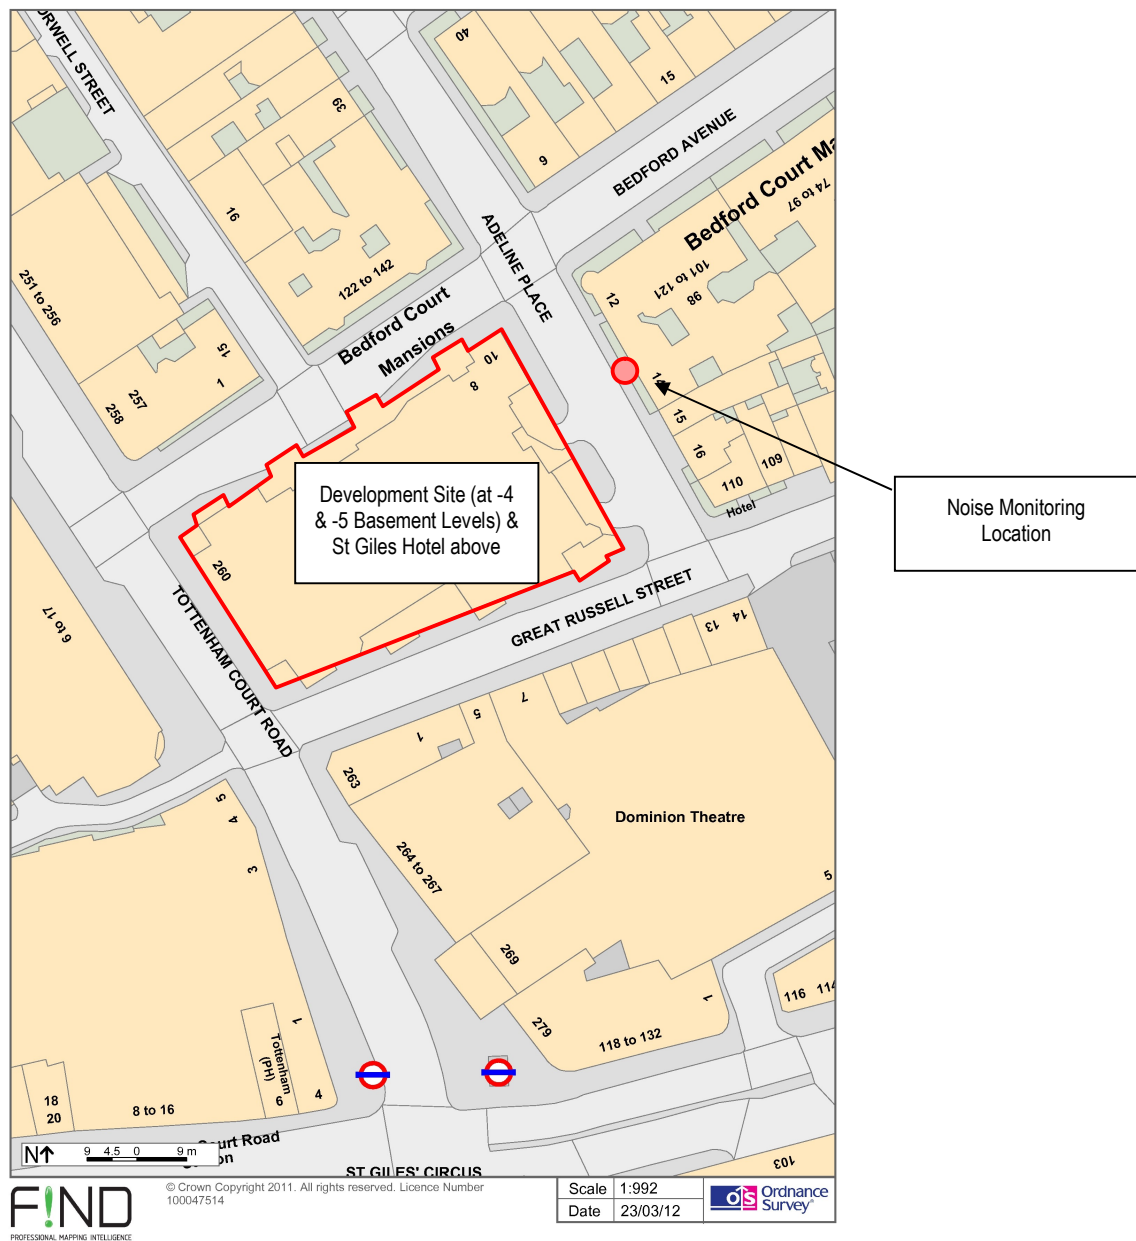 ORWELL STREET
40
15
39
6
BEDFORD AVENUE
16
ADELINE PLACE
Bedford Court Ma
74 to 97
101 to
121
98
12
122 to 142
251 to 256
Bedford Court
Mansions
10
8
15
1
257
258
15
16
109
110
Hotel
Noise Monitoring
Location
Development Site (at -4
& -5 Basement Levels) &
St Giles Hotel above
260
9 to 17
TOTTENHAM COURT ROAD
GREAT RUSSELL STREET
14
13
7
5
1
263
Dominion Theatre
264 to 267
5
4
3
5
269
279
118 to 132
1
116 114
1
Tottenham
(PH)
6
4
18
20
8 to 16
ourt Road
on
ST GILES' CIRCUS
103
N
9 4.5 0 9 m
F!ND
PROFESSIONAL MAPPING INTELLIGENCE
© Crown Copyright 2011. All rights reserved. Licence Number
100047514
Scale 1:992
Date 23/03/12
OS Ordnance
Survey